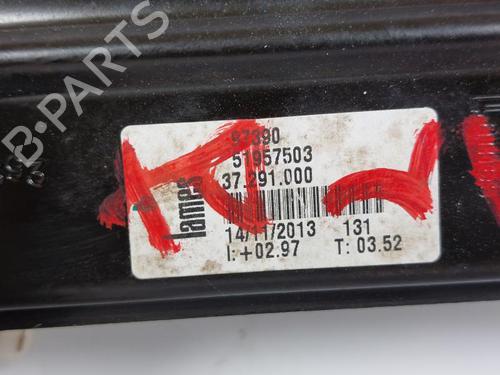 97390
51957503
37.291.000
lames
14/11/2013 131
I: +02.97 T: 03.52
B-PARTS